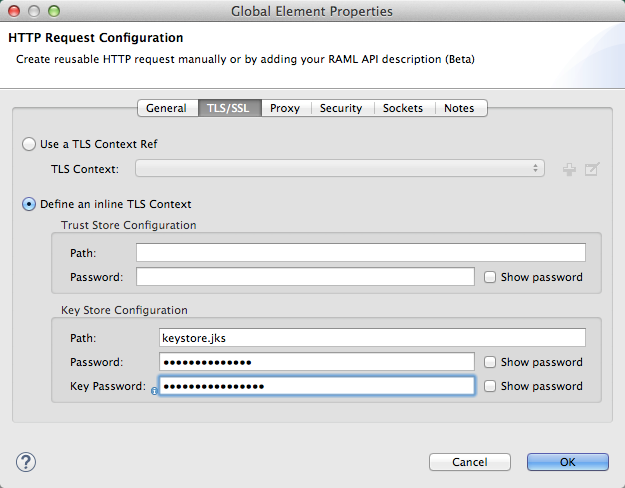 Global Element Properties
HTTP Request Configuration
Create reusable HTTP request manually or by adding your RAML API description (Beta)
General TLS/SSL Proxy Security Sockets Notes
Use a TLS Context Ref
TLS Context:
Define an inline TLS Context
Trust Store Configuration
Path:
Password: Show password
Key Store Configuration
Path: keystore.jks
Password: •••••••••••••• Show password
Key Password: •••••••••••••••• Show password
? Cancel OK